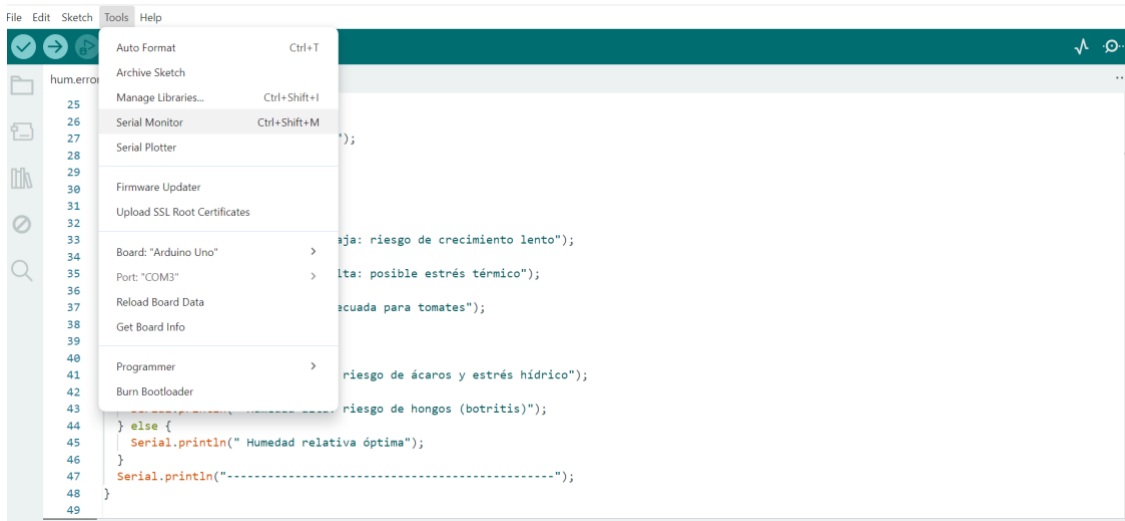 File Edit Sketch Tools Help
Auto Format Ctrl+T
Archive Sketch
Manage Libraries... Ctrl+Shift+I
Serial Monitor Ctrl+Shift+M
Serial Plotter
Firmware Updater
Upload SSL Root Certificates
Board: "Arduino Uno"
Port: "COM3"
Reload Board Data
Get Board Info
Programmer
Burn Bootloader
hum.error
25
26
27 ");
28
29
30
31
32
33 aja: riesgo de crecimiento lento");
34
35 lta: posible estrés térmico");
36
37 ecuada para tomates");
38
39
40
41 riesgo de ácaros y estrés hídrico");
42
43 riesgo de hongos (botritis)");
44 } else {
45 Serial.println(" Humedad relativa óptima");
46 }
47 Serial.println("------------------------------------------------");
48 }
49